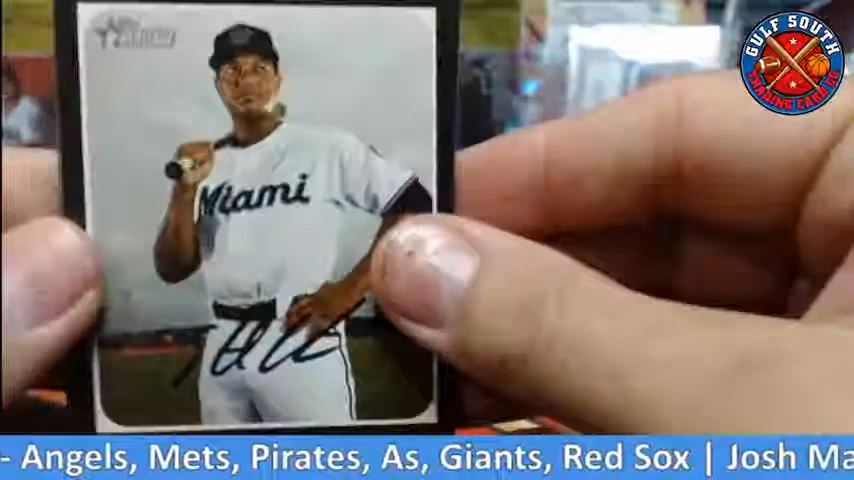 Heritage
GULF SOUTH
TRADING CARD CO
Miami
- Angels, Mets, Pirates, As, Giants, Red Sox | Josh Ma